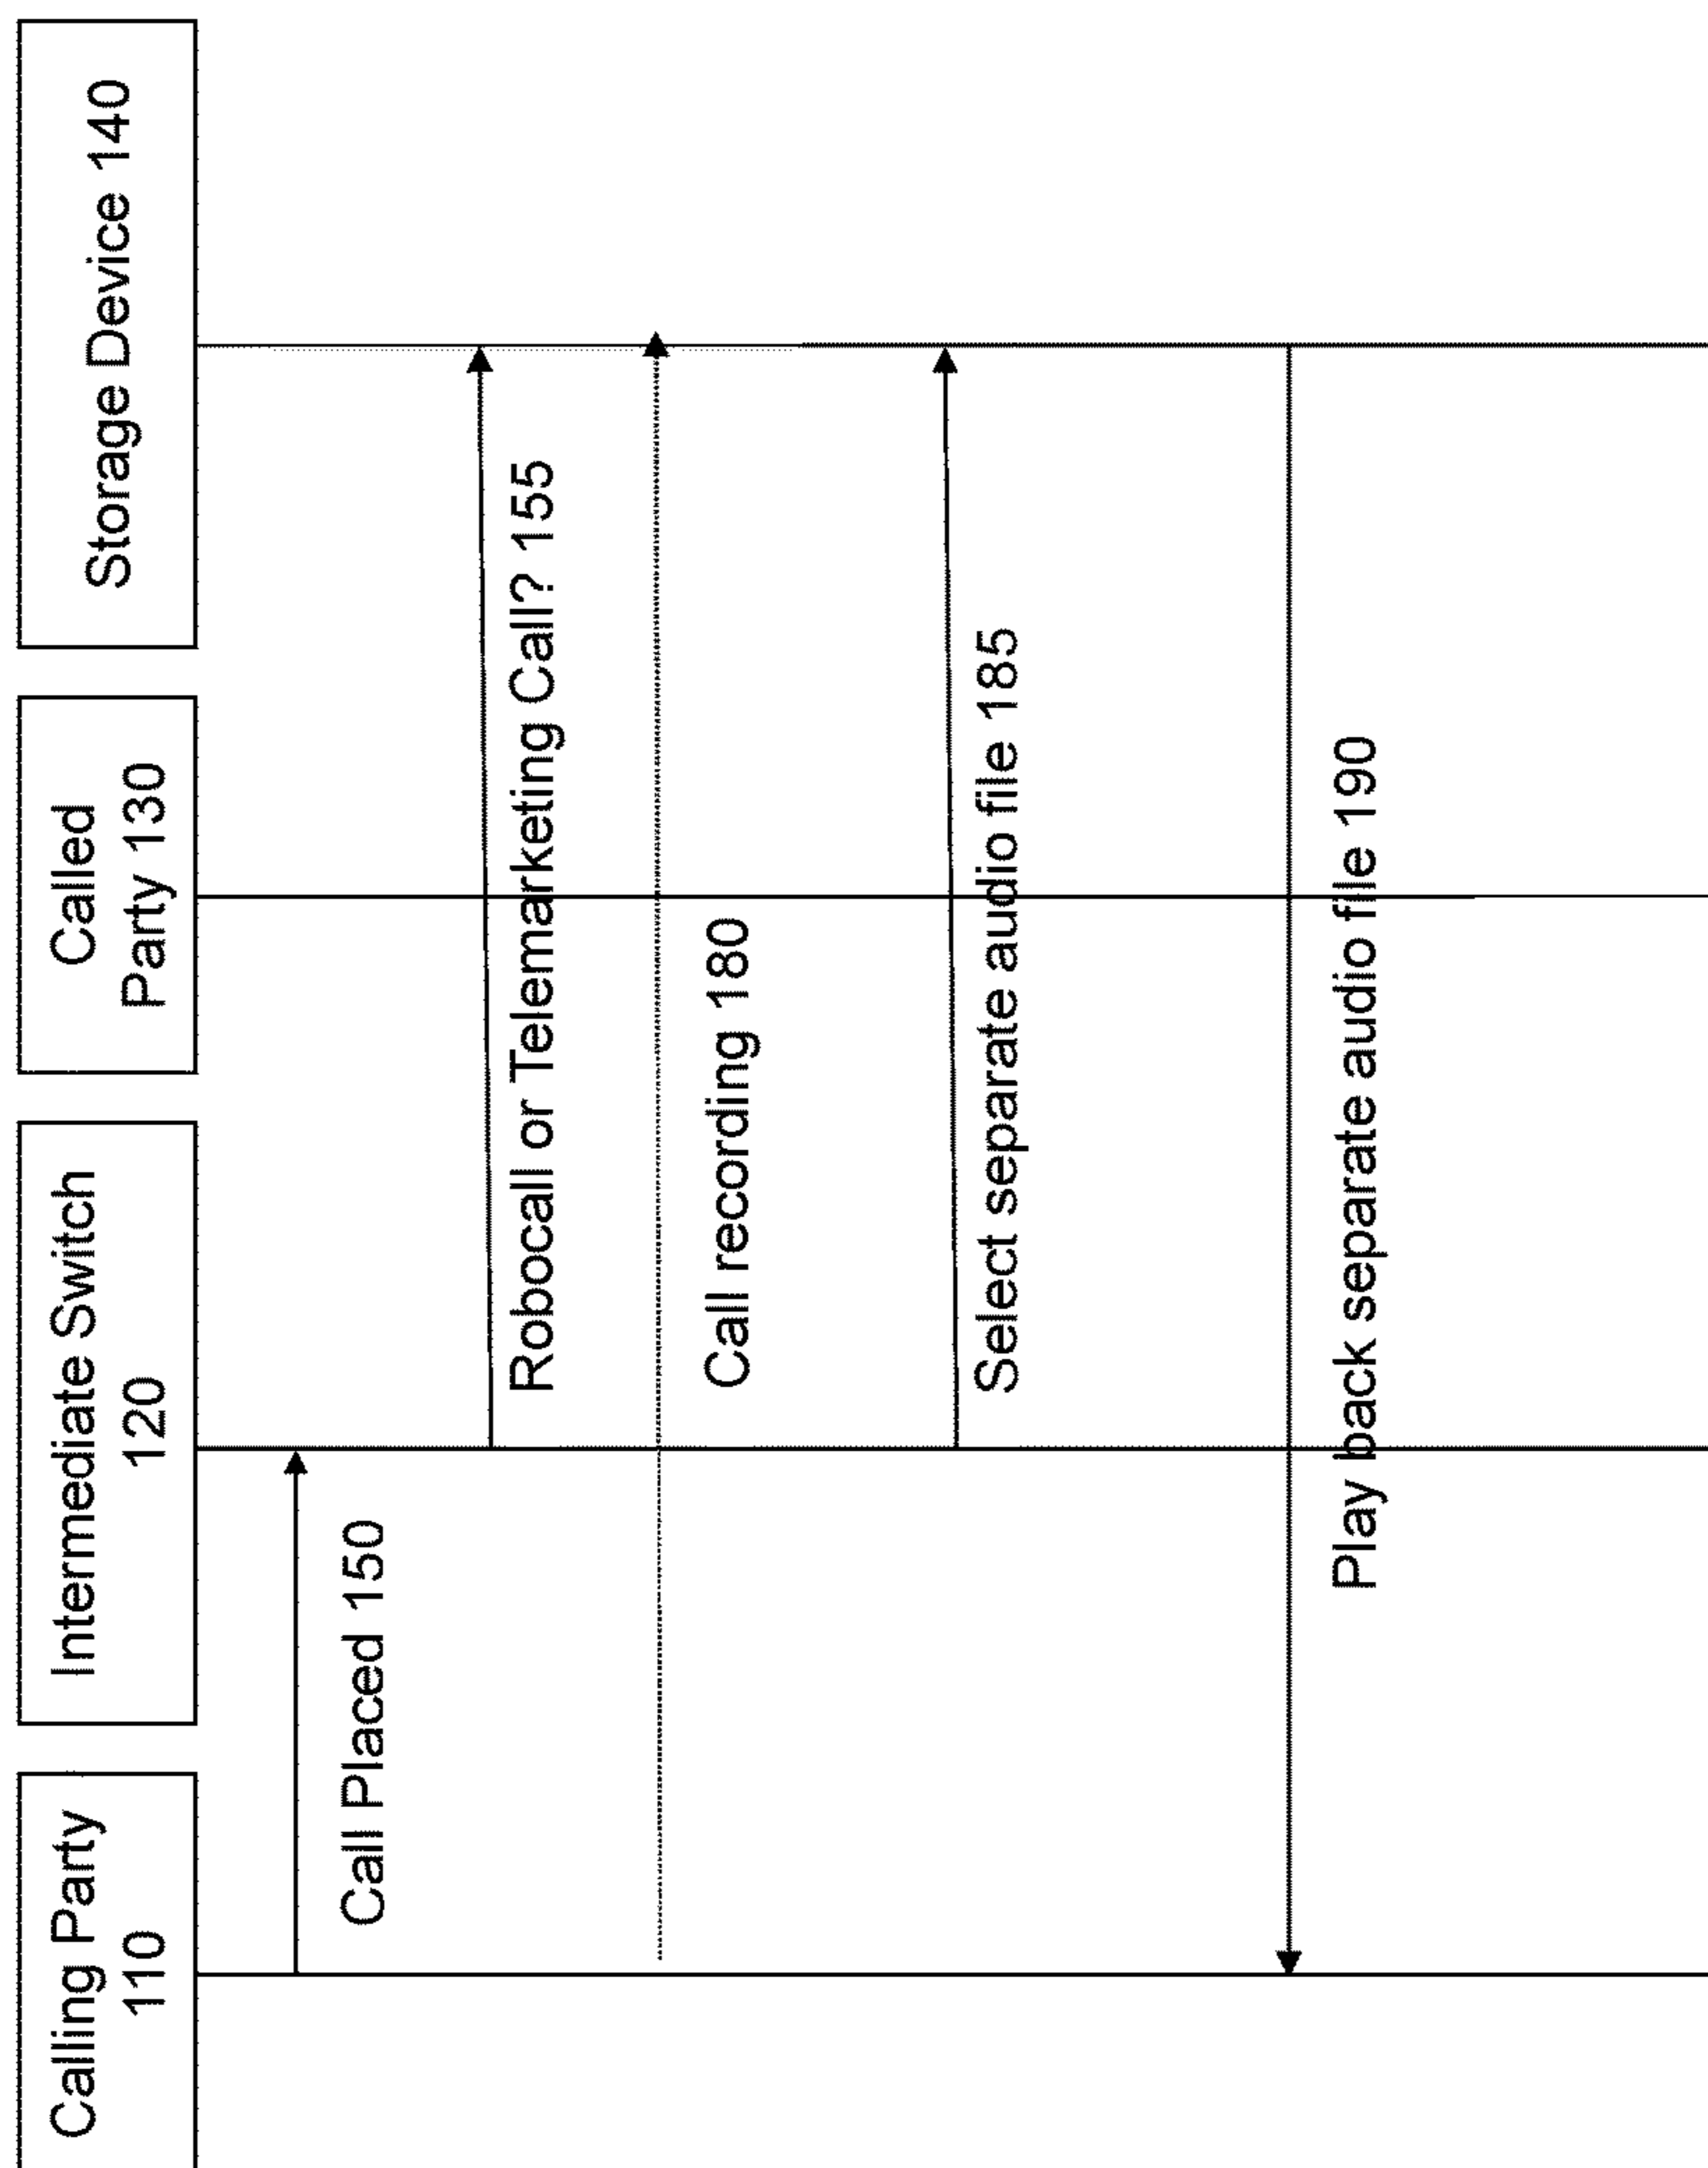 Calling Party
110
Intermediate Switch
120
Called
Party 130
Storage Device 140
Call Placed 150
Robocall or Telemarketing Call? 155
Call recording 180
Select separate audio file 185
Play back separate audio file 190